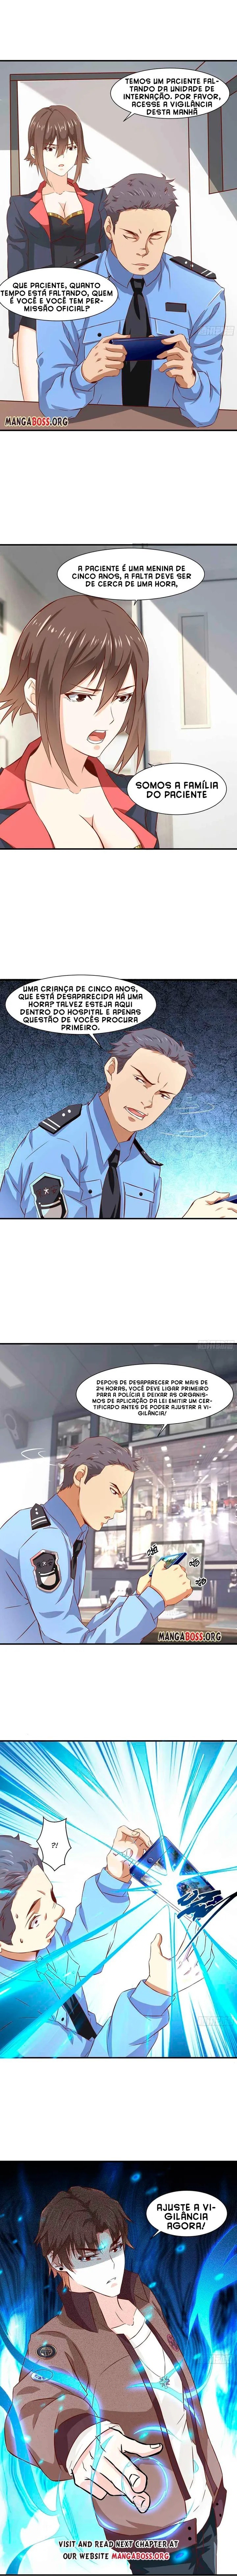 TEMOS UM PACIENTE FAL-
TANDO DA UNIDADE DE
INTERNAÇÃO. POR FAVOR,
ACESSE A VIGILÂNCIA
DESTA MANHÃ
QUE PACIENTE, QUANTO
TEMPO ESTÁ FALTANDO, QUEM
É VOCÊ E VOCÊ TEM PER-
MISSÃO OFICIAL?
MANGABOSS.ORG
A PACIENTE É UMA MENINA DE
CINCO ANOS, A FALTA DEVE SER
DE CERCA DE UMA HORA,
SOMOS A FAMÍLIA
DO PACIENTE
UMA CRIANÇA DE CINCO ANOS,
QUE ESTÁ DESAPARECIDA HÁ UMA
HORA? TALVEZ ESTEJA AQUI
DENTRO DO HOSPITAL E APENAS
QUESTÃO DE VOCÊS PROCURA
PRIMEIRO.
DEPOIS DE DESAPARECER POR MAIS DE
24 HORAS, VOCÊ DEVE LIGAR PRIMEIRO
PARA A POLÍCIA E DEIXAR AS ORGANIS-
MOS DE APLICAÇÃO DA LEI EMITIR UM CER-
TIFICADO ANTES DE PODER AJUSTAR A VI-
GILÂNCIA!
MANGABOSS.ORG
?!
AJUSTE A VI-
GILÂNCIA
AGORA!
VISIT AND READ NEXT CHAPTER AT
OUR WEBSITE MANGABOSS.ORG